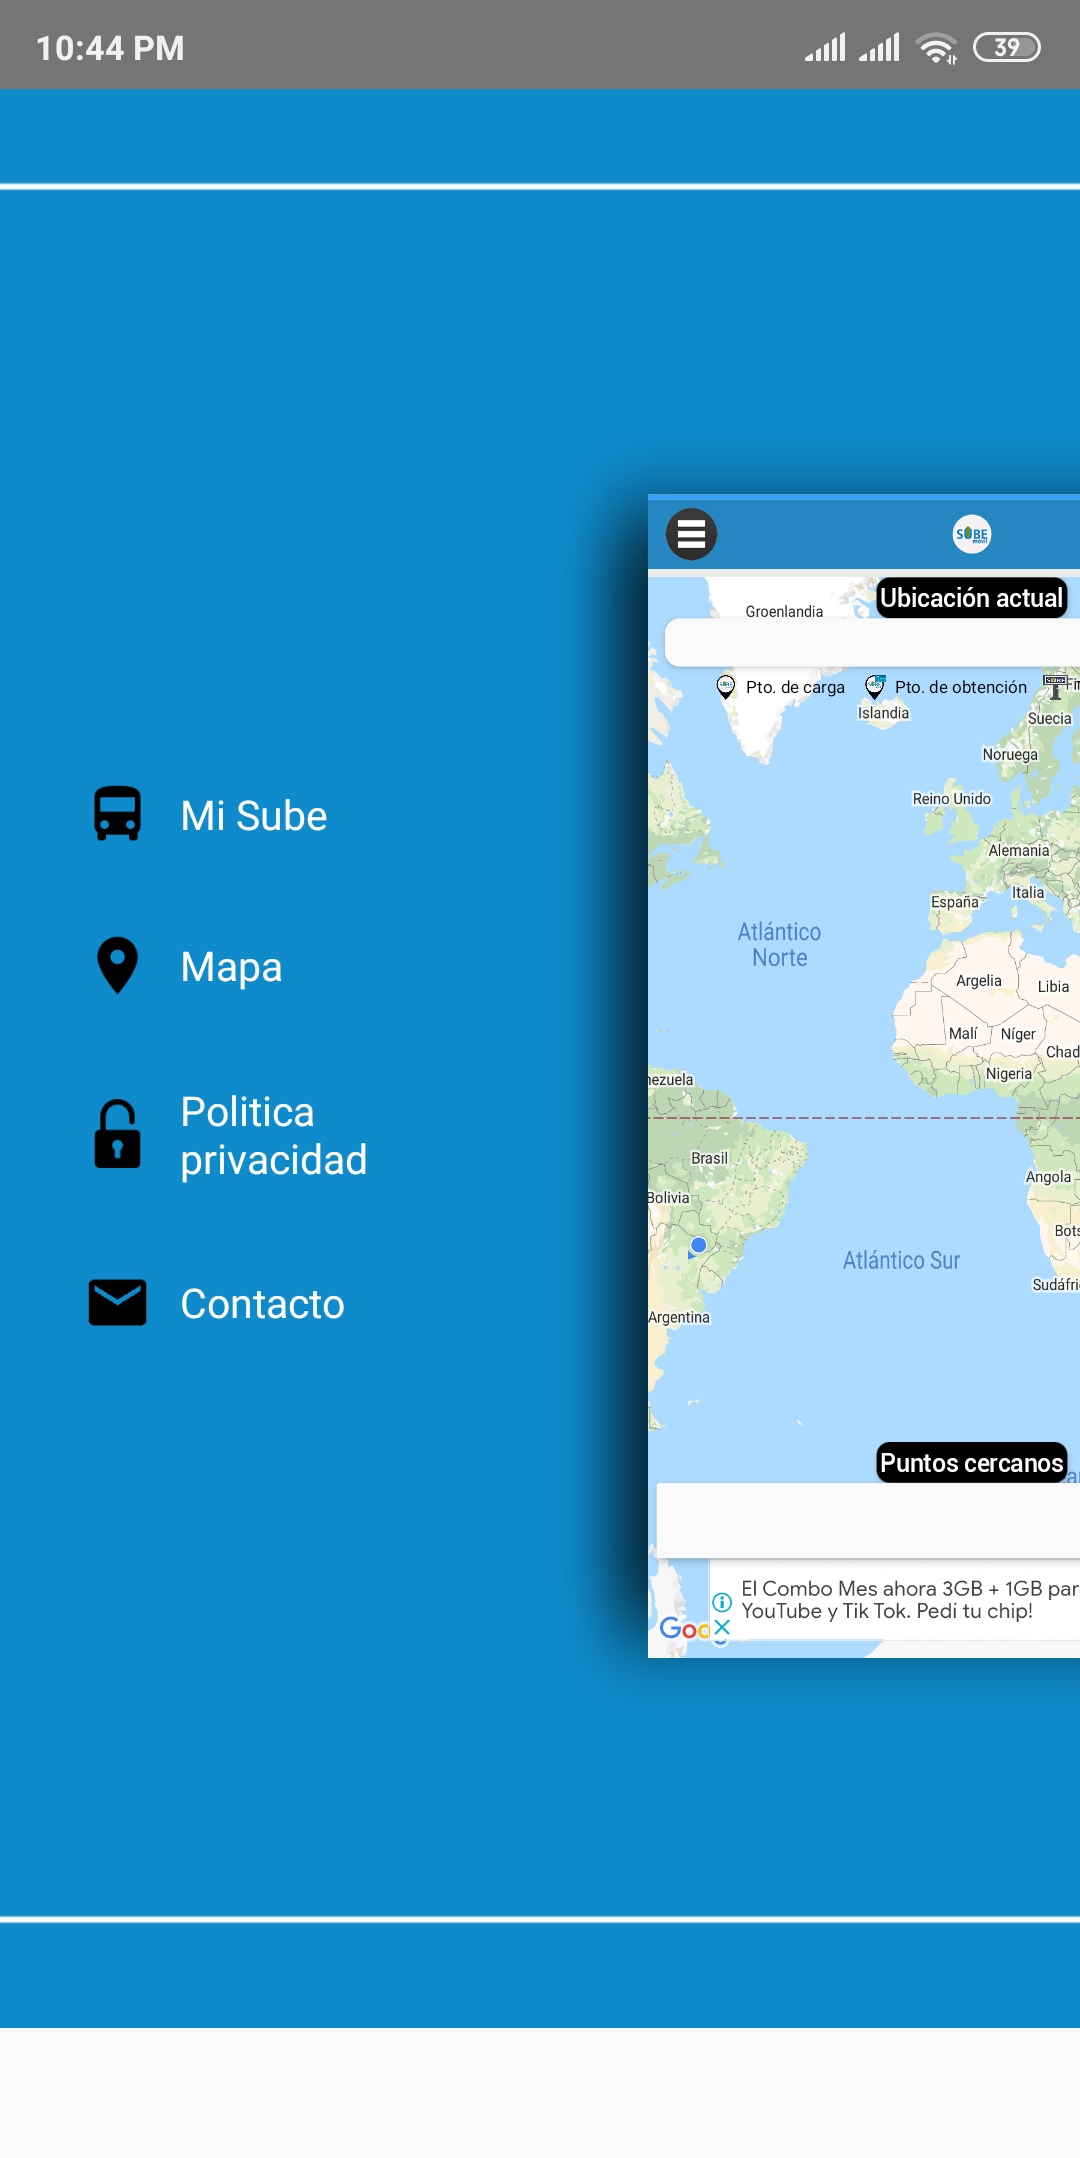 10:44 PM
39
Mi Sube
Mapa
Politica
privacidad
Contacto
SUBE
móvil
Ubicación actual
Groenlandia
Pto. de carga
Pto. de obtención
Islandia
Suecia
Noruega
Reino Unido
Alemania
Italia
España
Atlántico
Norte
Argelia
Libia
Malí
Níger
Chad
Nigeria
nezuela
Brasil
Angola
Bolivia
Bots
Atlántico Sur
Sudáfri
Argentina
Puntos cercanos
El Combo Mes ahora 3GB + 1GB par
YouTube y Tik Tok. Pedí tu chip!
Goo